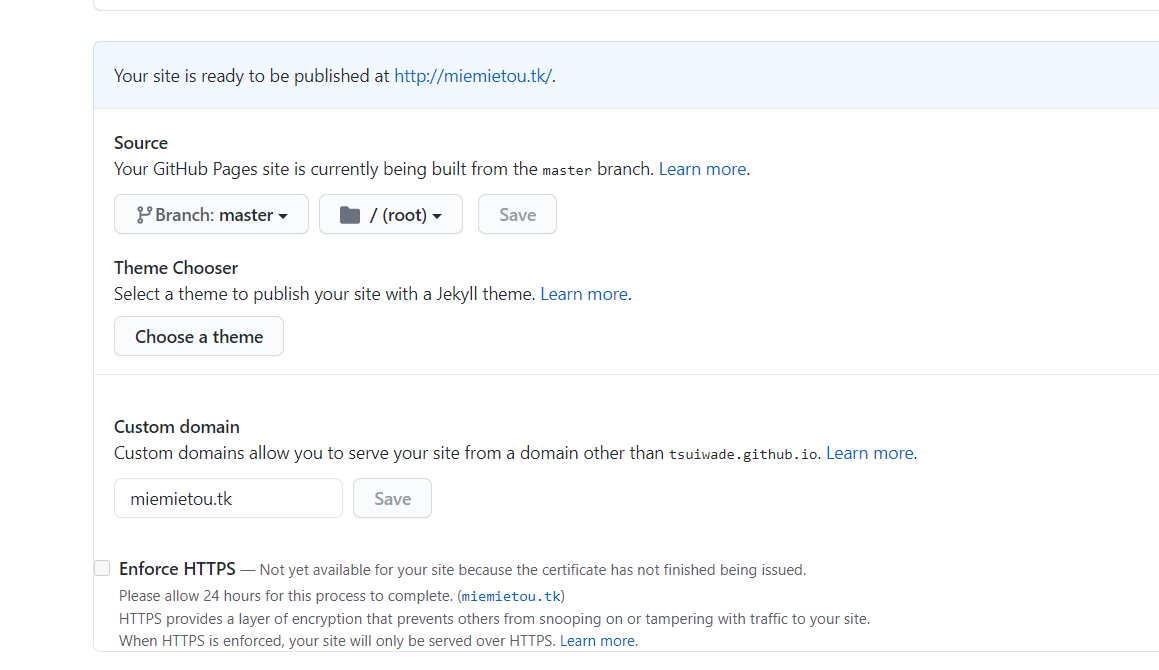 Your site is ready to be published at http://miemietou.tk/.
Source
Your GitHub Pages site is currently being built from the master branch. Learn more.
Branch: master / (root) Save
Theme Chooser
Select a theme to publish your site with a Jekyll theme. Learn more.
Choose a theme
Custom domain
Custom domains allow you to serve your site from a domain other than tsuiwade.github.io. Learn more.
miemietou.tk Save
Enforce HTTPS — Not yet available for your site because the certificate has not finished being issued.
Please allow 24 hours for this process to complete. (miemietou.tk)
HTTPS provides a layer of encryption that prevents others from snooping on or tampering with traffic to your site.
When HTTPS is enforced, your site will only be served over HTTPS. Learn more.